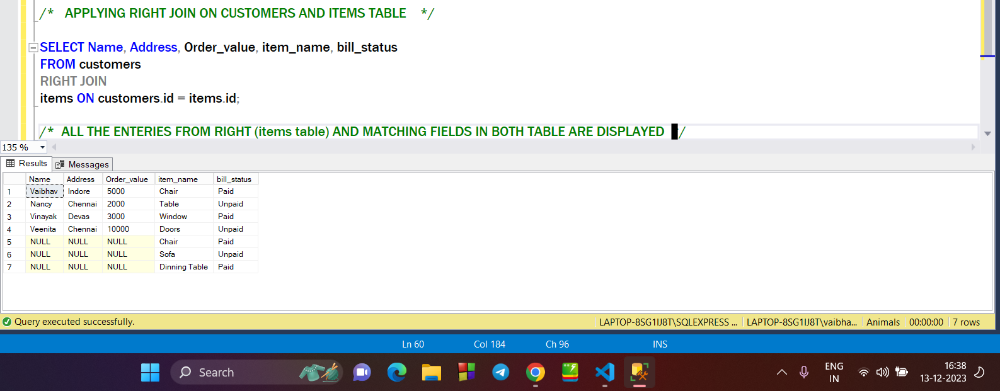 /*   APPLYING RIGHT JOIN ON CUSTOMERS AND ITEMS TABLE    */
SELECT Name, Address, Order_value, item_name, bill_status
FROM customers
RIGHT JOIN
items ON customers.id = items.id;
/*  ALL THE ENTERIES FROM RIGHT (items table) AND MATCHING FIELDS IN BOTH TABLE ARE DISPLAYED  /
135 %
Results Messages
Name Address Order_value item_name bill_status
1 Vaibhav Indore 5000 Chair Paid
2 Nancy Chennai 2000 Table Unpaid
3 Vinayak Devas 3000 Window Paid
4 Veenita Chennai 10000 Doors Unpaid
5 NULL NULL NULL Chair Paid
6 NULL NULL NULL Sofa Unpaid
7 NULL NULL NULL Dinning Table Paid
Query executed successfully. LAPTOP-8SG1IJ8T\SQLEXPRESS ... LAPTOP-8SG1IJ8T\vaibha... Animals 00:00:00 7 rows
Ln 60 Col 184 Ch 96 INS
Search ENG 16:38
IN 13-12-2023